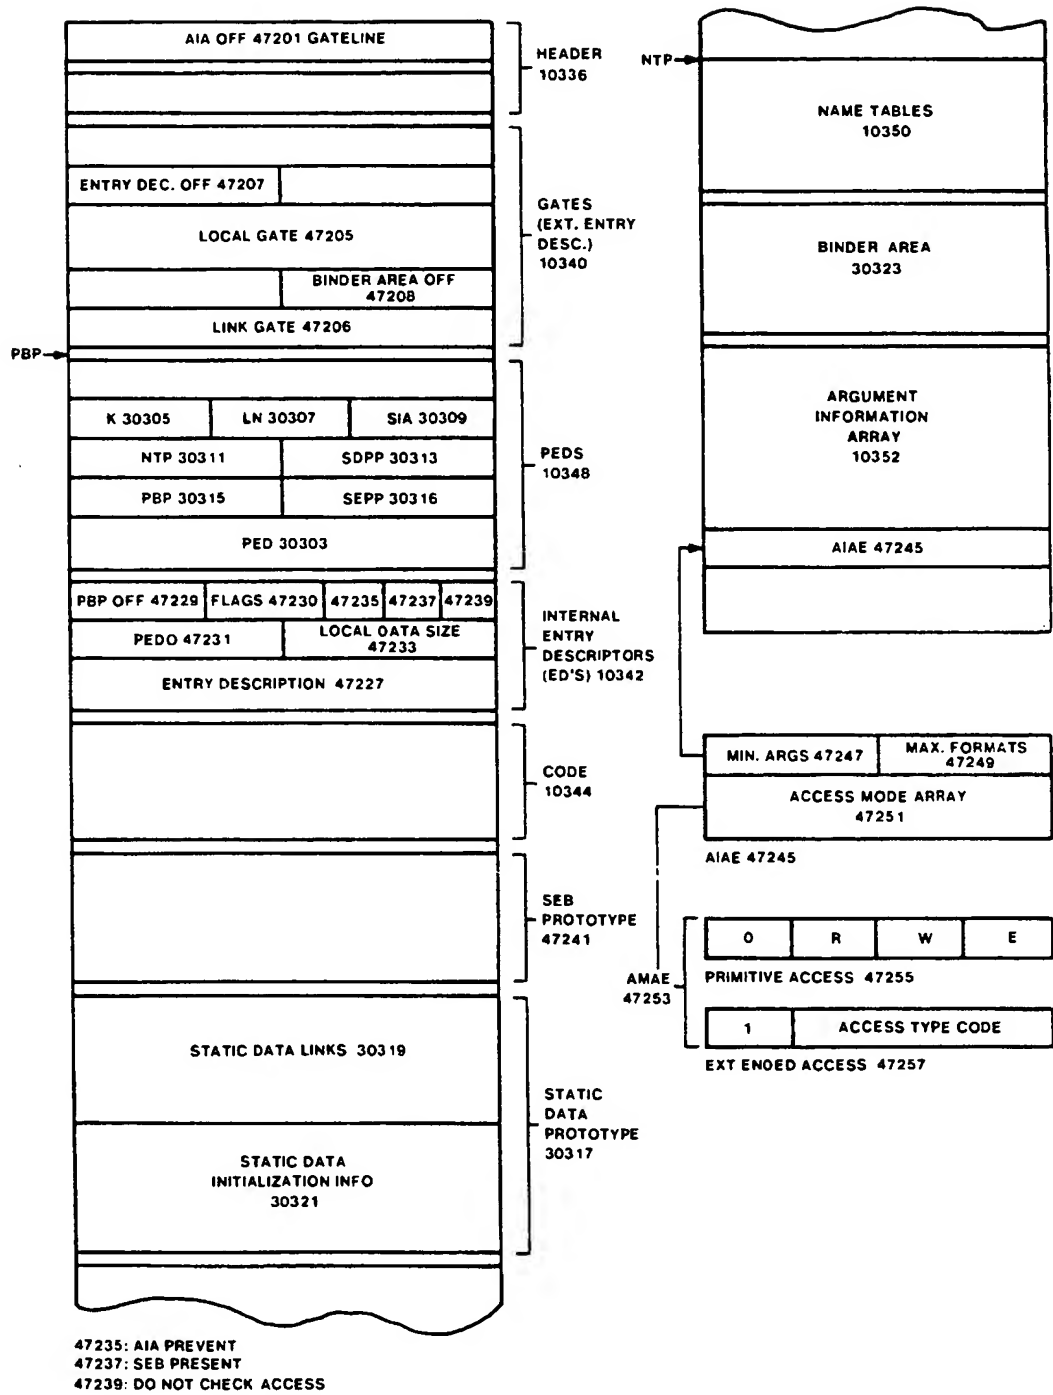 AIA OFF 47201 GATELINE
HEADER
10336
ENTRY DEC. OFF 47207
LOCAL GATE 47205
BINDER AREA OFF
47208
LINK GATE 47206
GATES
(EXT. ENTRY
DESC.)
10340
PBP
K 30305
LN 30307
SIA 30309
NTP 30311
SDPP 30313
PBP 30315
SEPP 30316
PED 30303
PEDS
10348
PBP OFF 47229
FLAGS 47230
47235
47237
47239
PEDO 47231
LOCAL DATA SIZE
47233
ENTRY DESCRIPTION 47227
INTERNAL
ENTRY
DESCRIPTORS
(ED'S) 10342
CODE
10344
SEB
PROTOTYPE
47241
STATIC DATA LINKS 30319
STATIC DATA
INITIALIZATION INFO
30321
STATIC
DATA
PROTOTYPE
30317
47235: AIA PREVENT
47237: SEB PRESENT
47239: DO NOT CHECK ACCESS
NTP
NAME TABLES
10350
BINDER AREA
30323
ARGUMENT
INFORMATION
ARRAY
10352
AIAE 47245
MIN. ARGS 47247
MAX. FORMATS
47249
ACCESS MODE ARRAY
47251
AIAE 47245
AMAE
47253
0 R W E
PRIMITIVE ACCESS 47255
1 ACCESS TYPE CODE
EXT ENOED ACCESS 47257